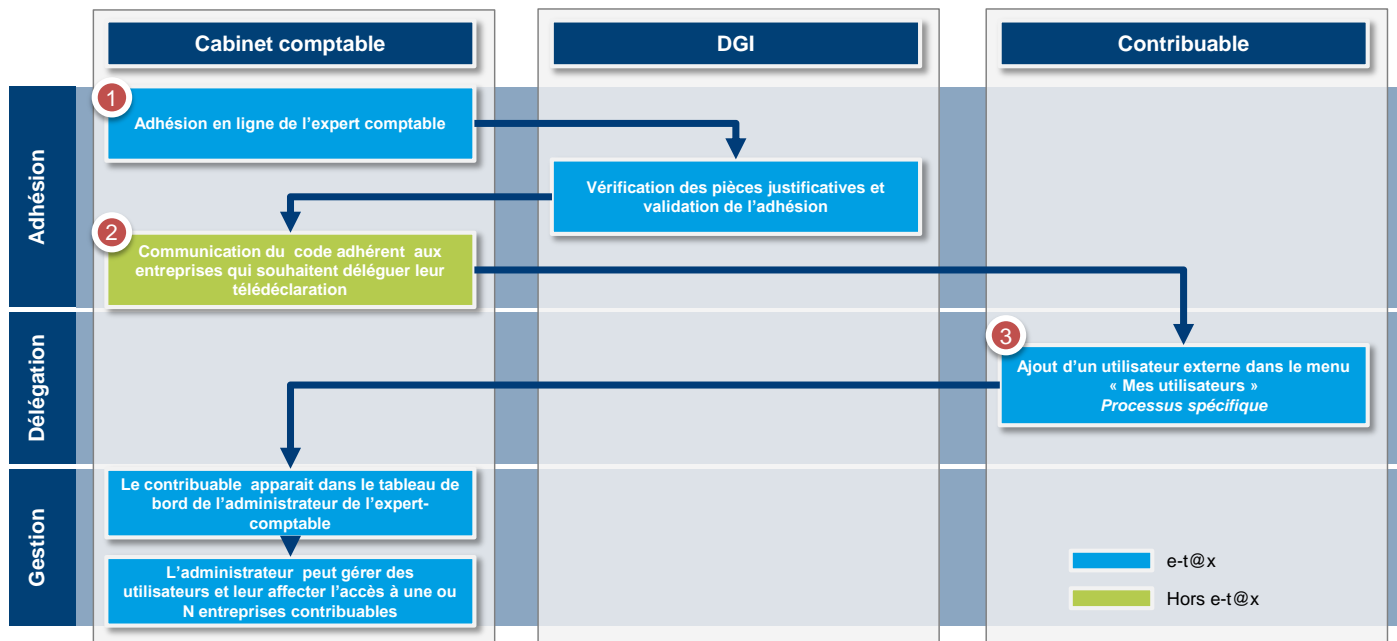 Cabinet comptable
DGI
Contribuable
Adhésion
1
Adhésion en ligne de l'expert comptable
Vérification des pièces justificatives et
validation de l'adhésion
2
Communication du code adhérent aux
entreprises qui souhaitent déléguer leur
télédéclaration
Délégation
3
Ajout d'un utilisateur externe dans le menu
« Mes utilisateurs »
Processus spécifique
Gestion
Le contribuable apparait dans le tableau de
bord de l'administrateur de l'expert-
comptable
L'administrateur peut gérer des
utilisateurs et leur affecter l'accès à une ou
N entreprises contribuables
e-t@x
Hors e-t@x